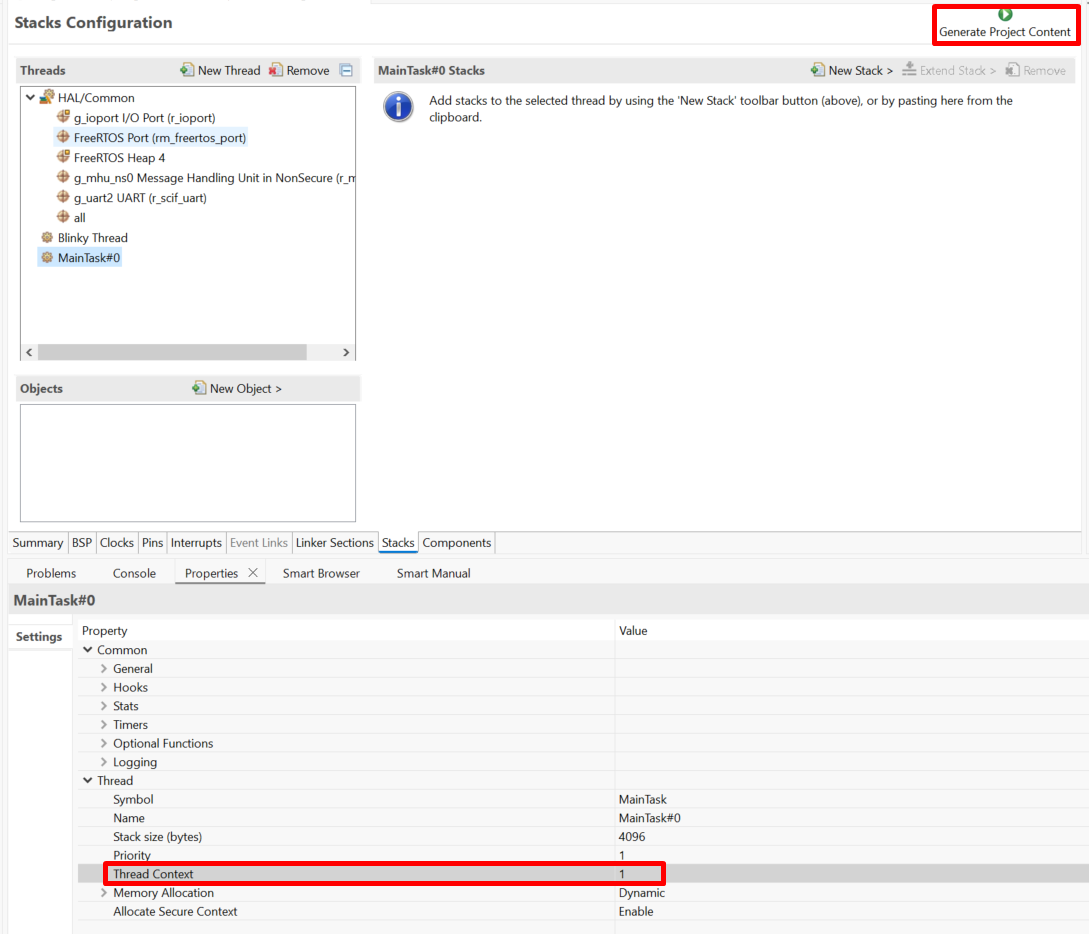 Stacks Configuration
Generate Project Content
Threads
New Thread
Remove
HAL/Common
g_ioport I/O Port (r_ioport)
FreeRTOS Port (rm_freertos_port)
FreeRTOS Heap 4
g_mhu_ns0 Message Handling Unit in NonSecure (r_m
g_uart2 UART (r_scif_uart)
all
Blinky Thread
MainTask#0
Objects
New Object >
MainTask#0 Stacks
New Stack >
Extend Stack >
Remove
Add stacks to the selected thread by using the 'New Stack' toolbar button (above), or by pasting here from the
clipboard.
Summary BSP Clocks Pins Interrupts Event Links Linker Sections Stacks Components
Problems Console Properties Smart Browser Smart Manual
MainTask#0
Settings
Property Value
Common
General
Hooks
Stats
Timers
Optional Functions
Logging
Thread
Symbol MainTask
Name MainTask#0
Stack size (bytes) 4096
Priority 1
Thread Context 1
Memory Allocation Dynamic
Allocate Secure Context Enable